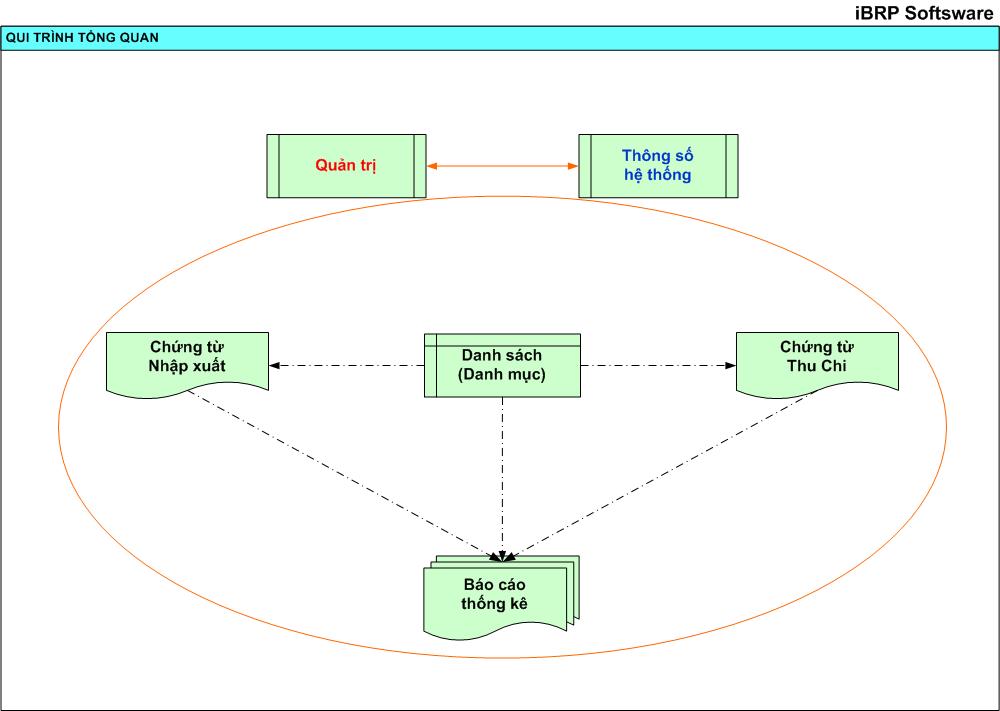 iBRP Softsware
QUI TRÌNH TỔNG QUAN
Quản trị
Thông số
hệ thống
Chứng từ
Nhập xuất
Danh sách
(Danh mục)
Chứng từ
Thu Chi
Báo cáo
thống kê